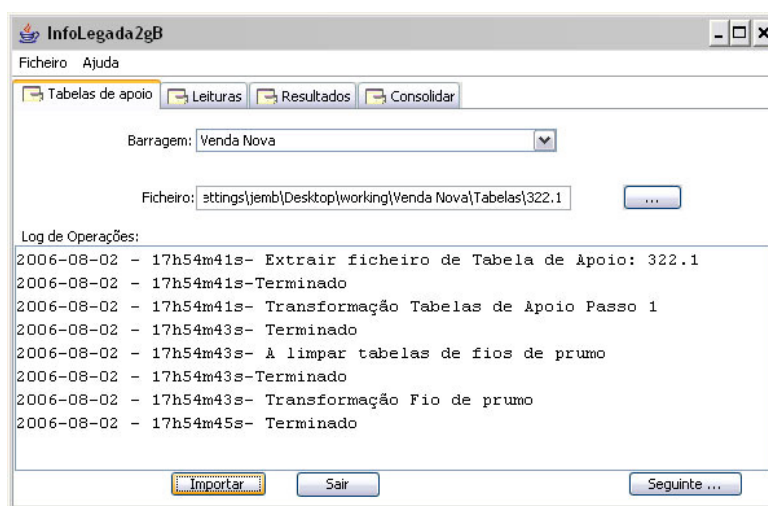 InfoLegada2gB
Ficheiro Ajuda
Tabelas de apoio Leituras Resultados Consolidar
Barragem: Venda Nova
Ficheiro: ettings\jemb\Desktop\working\Venda Nova\Tabelas\322.1 ...
Log de Operações:
2006-08-02 - 17h54m41s- Extrair ficheiro de Tabela de Apoio: 322.1
2006-08-02 - 17h54m41s-Terminado
2006-08-02 - 17h54m41s- Transformação Tabelas de Apoio Passo 1
2006-08-02 - 17h54m43s- Terminado
2006-08-02 - 17h54m43s- A limpar tabelas de fios de prumo
2006-08-02 - 17h54m43s-Terminado
2006-08-02 - 17h54m43s- Transformação Fio de prumo
2006-08-02 - 17h54m45s- Terminado
Importar Sair Seguinte ...